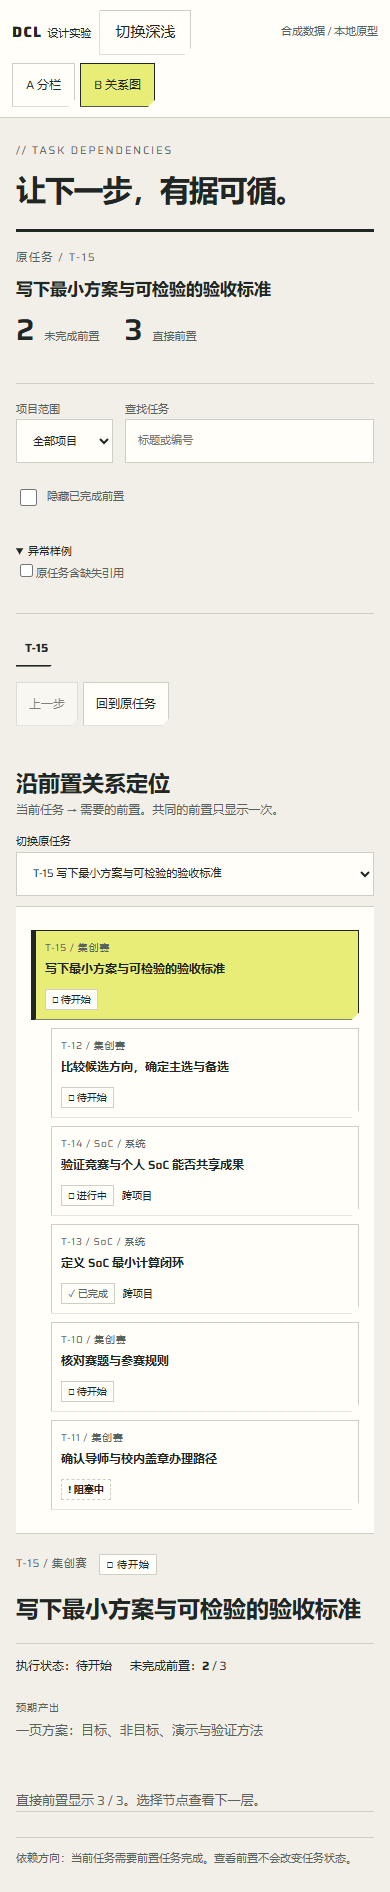 DCL 设计实验 切换深浅 合成数据 / 本地原型
A 分栏 B 关系图
// TASK DEPENDENCIES
让下一步，有据可循。
原任务 / T-15
写下最小方案与可检验的验收标准
2 未完成前置 3 直接前置
项目范围 查找任务
全部项目 标题或编号
隐藏已完成前置
▼ 异常样例
原任务含缺失引用
T-15
上一步 回到原任务
沿前置关系定位
当前任务 → 需要的前置。共同的前置只显示一次。
切换原任务
T-15 写下最小方案与可检验的验收标准
T-15 / 集创赛
写下最小方案与可检验的验收标准
待开始
T-12 / 集创赛
比较候选方向，确定主选与备选
待开始
T-14 / SoC / 系统
验证竞赛与个人 SoC 能否共享成果
进行中 跨项目
T-13 / SoC / 系统
定义 SoC 最小计算闭环
✓ 已完成 跨项目
T-10 / 集创赛
核对赛题与参赛规则
待开始
T-11 / 集创赛
确认导师与校内盖章办理路径
! 阻塞中
T-15 / 集创赛 待开始
写下最小方案与可检验的验收标准
执行状态：待开始 未完成前置：2 / 3
预期产出
一页方案：目标、非目标、演示与验证方法
直接前置显示 3 / 3。选择节点查看下一层。
依赖方向：当前任务需要前置任务完成。查看前置不会改变任务状态。